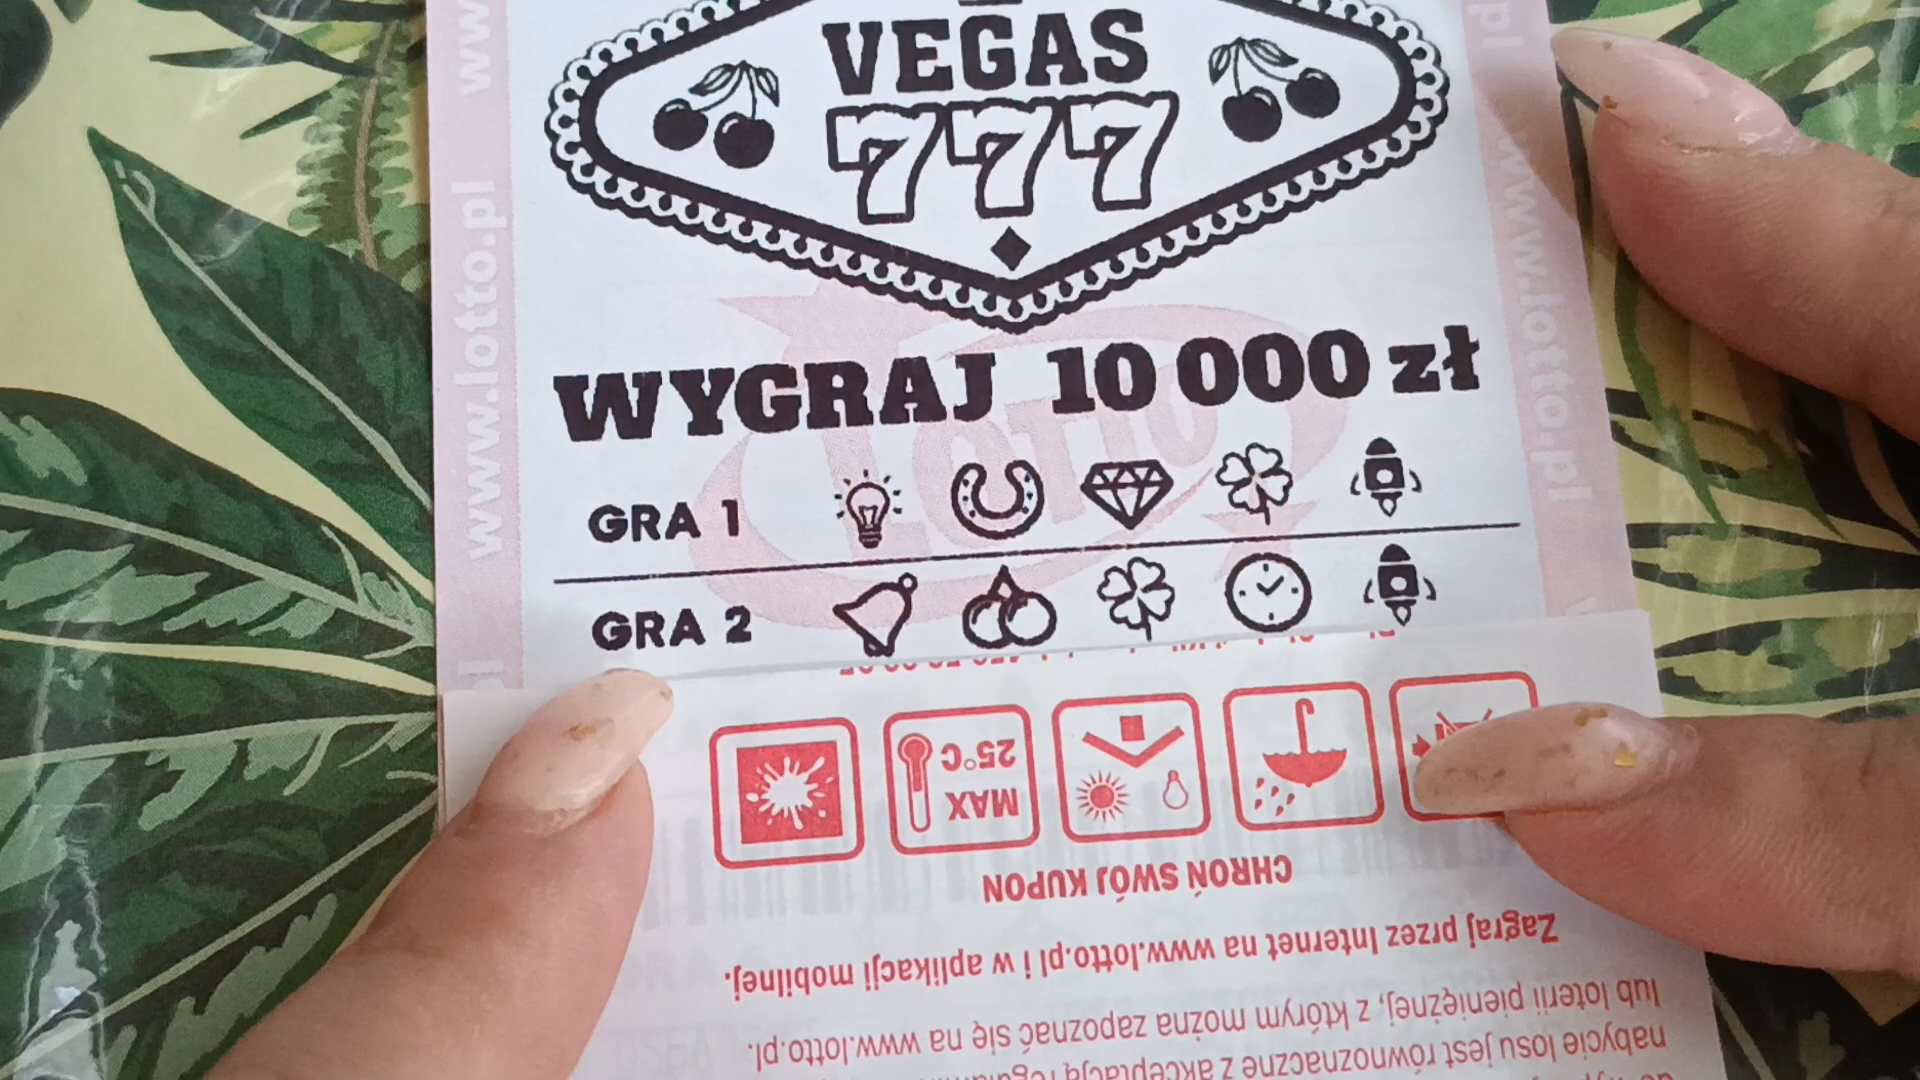 VEGAS
777
WYGRAJ 10 000 zł
GRA 1
GRA 2
www.lotto.pl
www.lotto.pl
LOTTO
MAX
25°C
CHROŃ SWÓJ KUPON
Zagraj przez Internet na www.lotto.pl i w aplikacji mobilnej.
lub loterii pieniężnej, z którym można zapoznać się na www.lotto.pl.
nabycie losu jest równoznaczne z akceptacją